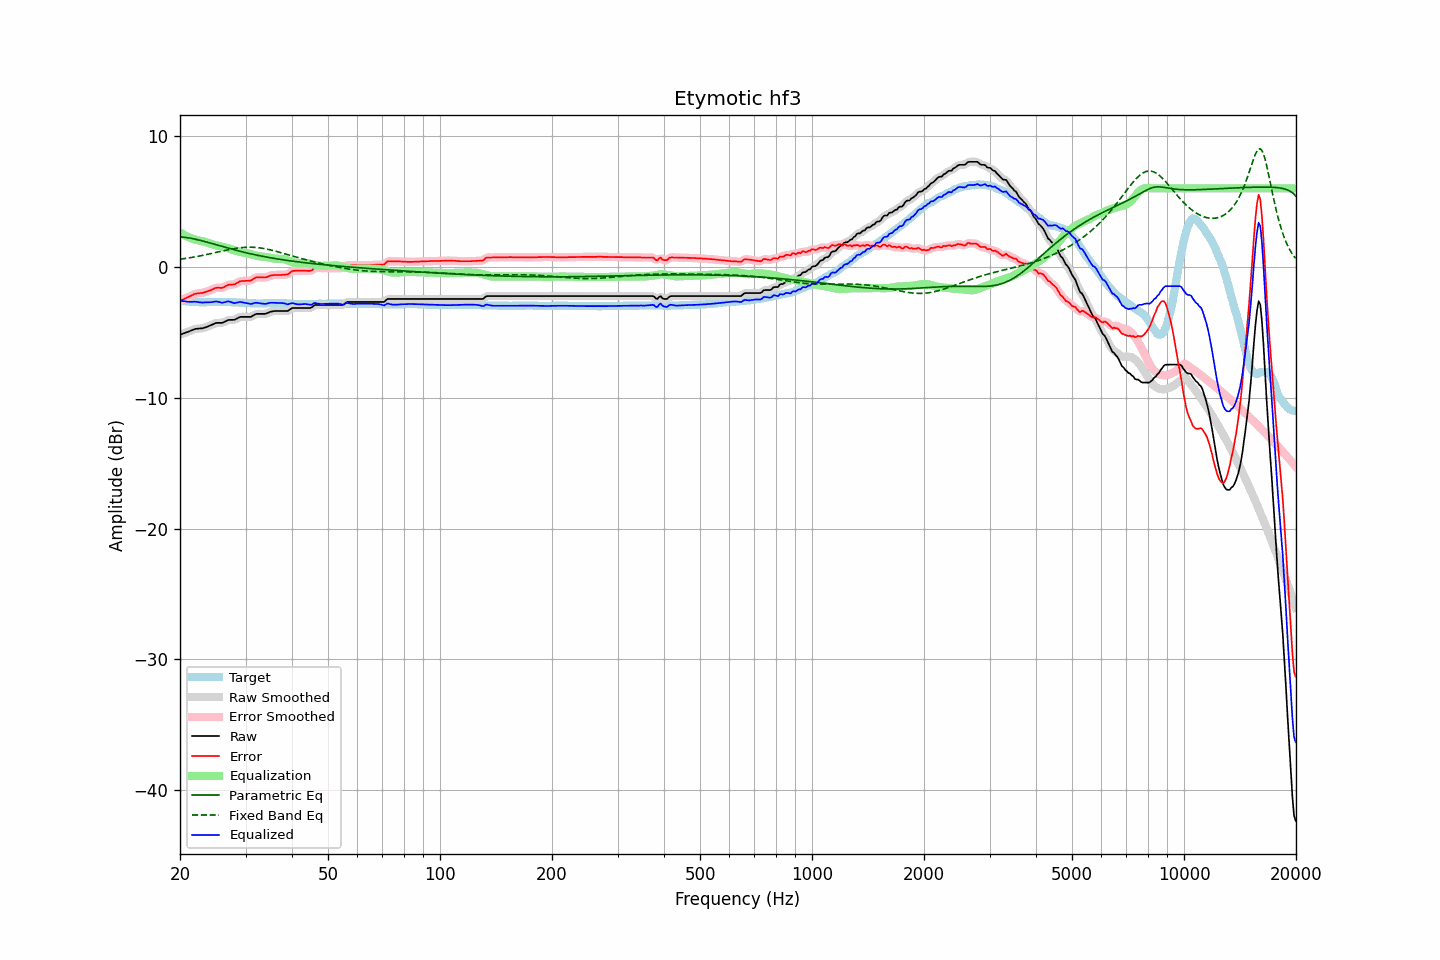 Etymotic hf3
Amplitude (dBr)
10
0
−10
−20
−30
−40
Target
Raw Smoothed
Error Smoothed
Raw
Error
Equalization
Parametric Eq
Fixed Band Eq
Equalized
20 50 100 200 500 1000 2000 5000 10000 20000
Frequency (Hz)